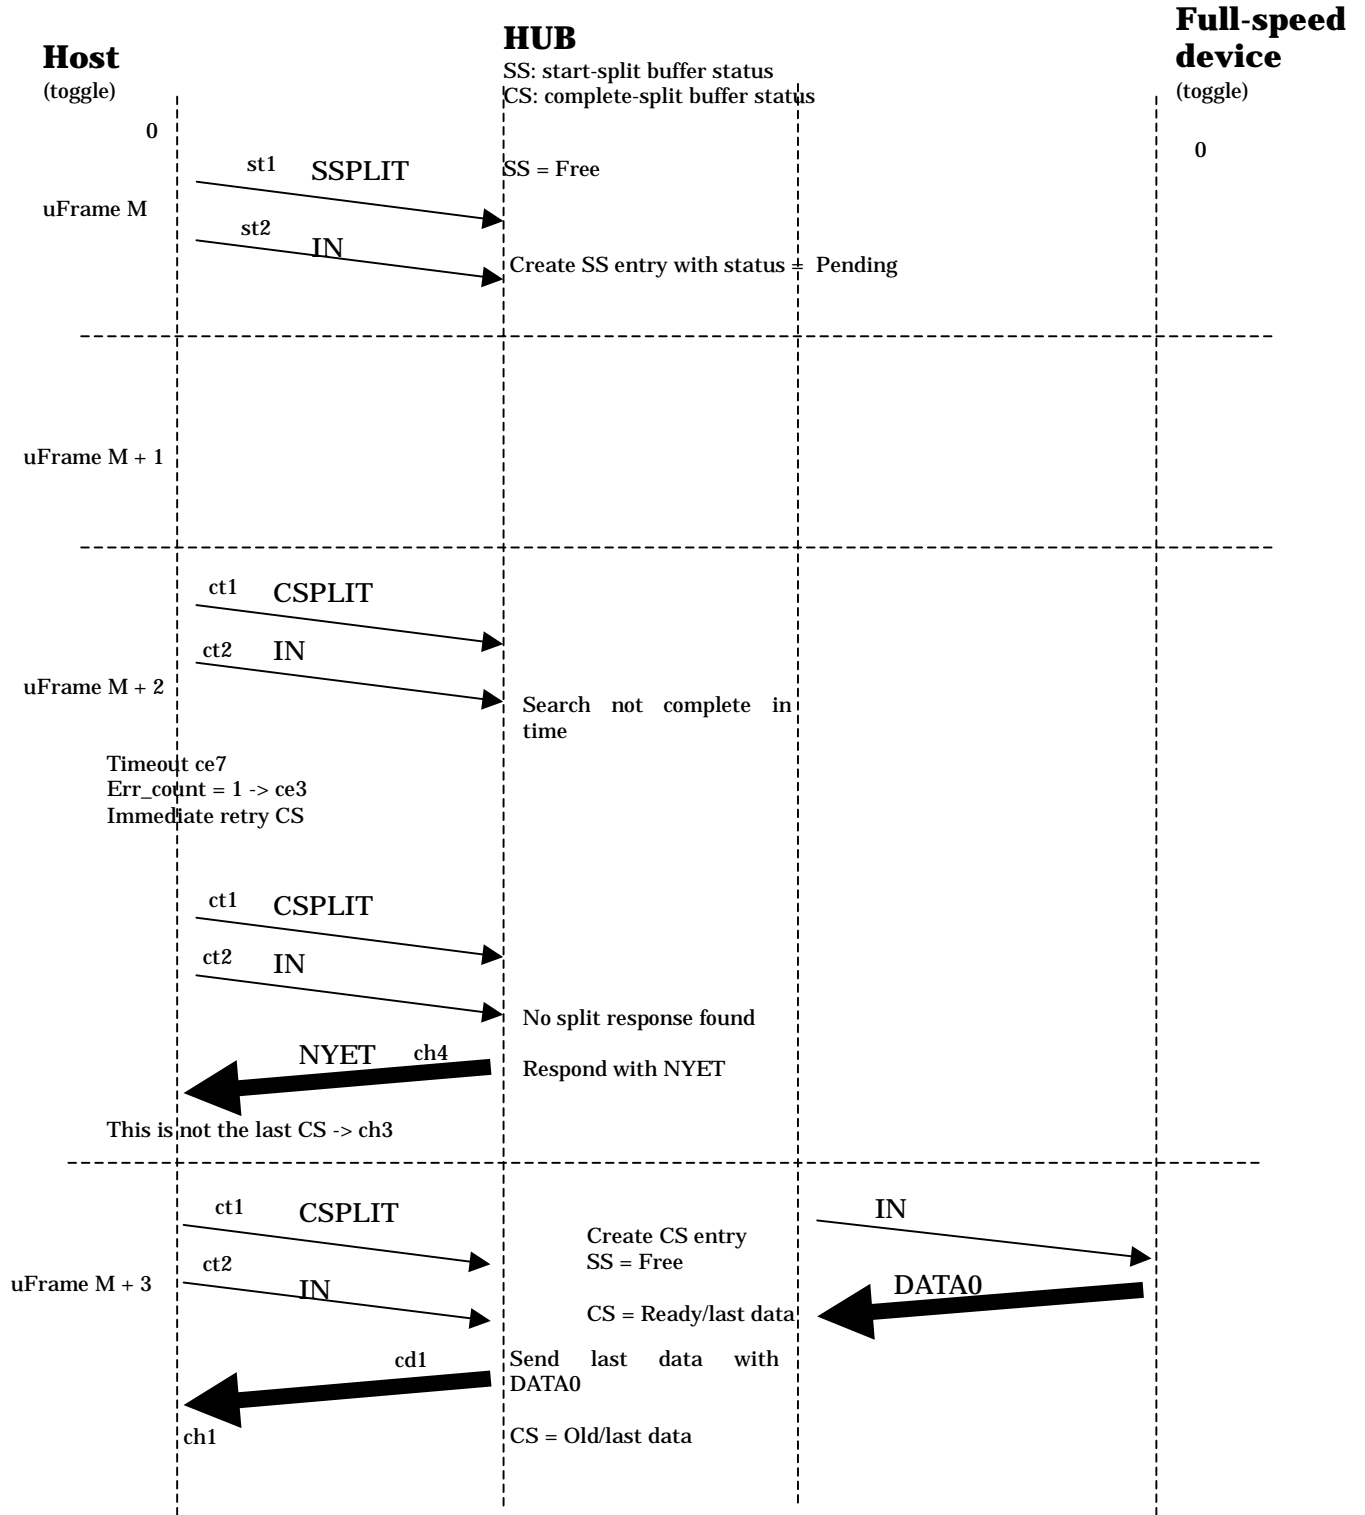 Host
(toggle)
HUB
SS: start-split buffer status
CS: complete-split buffer status
Full-speed
device
(toggle)
0
0
st1 SSPLIT
SS = Free
uFrame M
st2 IN
Create SS entry with status = Pending
uFrame M + 1
ct1 CSPLIT
ct2 IN
uFrame M + 2
Search not complete in
time
Timeout ce7
Err_count = 1 -> ce3
Immediate retry CS
ct1 CSPLIT
ct2 IN
No split response found
NYET ch4
Respond with NYET
This is not the last CS -> ch3
ct1 CSPLIT
IN
Create CS entry
SS = Free
ct2 IN
uFrame M + 3
DATA0
CS = Ready/last data
cd1
Send last data with
DATA0
ch1
CS = Old/last data